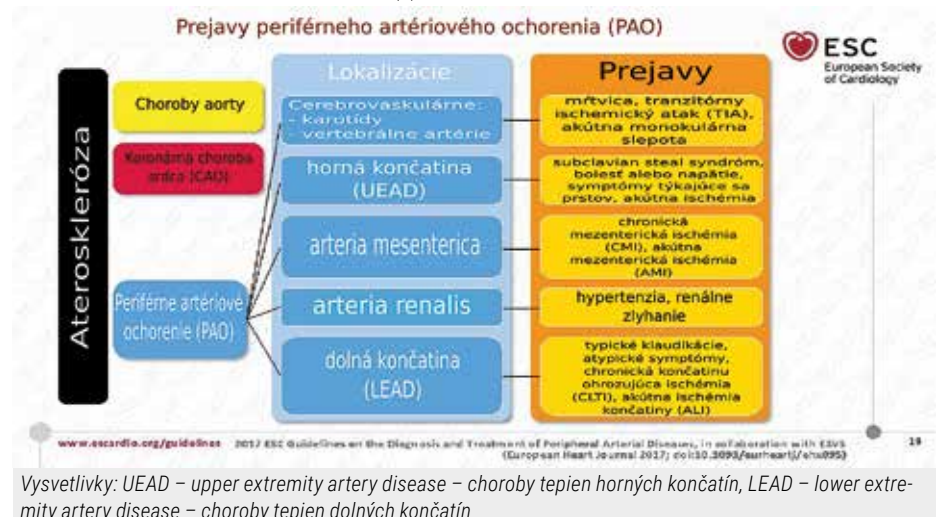 Prejavy periférneho artériového ochorenia (PAO)
ESC
European Society
of Cardiology
Ateroskleróza
Choroby aorty
Koronárna choroba
srdca (CAD)
Periférne artériové
ochorenie (PAO)
Lokalizácie
Cerebrovaskulárne:
- karotídy
- vertebrálne artérie
horná končatina
(UEAD)
arteria mesenterica
arteria renalis
dolná končatina
(LEAD)
Prejavy
mŕtvica, tranzitórny
ischemický atak (TIA),
akútna monokulárna
slepota
subclavian steal syndróm,
bolesť alebo napätie,
symptómy týkajúce sa
prstov, akútna ischémia
chronická
mezenterická ischémia
(CMI), akútna
mezenterická ischémia
(AMI)
hypertenzia, renálne
zlyhanie
typické klaudikácie,
atypické symptómy,
chronická končatinu
ohrozujúca ischémia
(CLTI), akútna ischémia
končatiny (ALI)
www.escardio.org/guidelines
2017 ESC Guidelines on the Diagnosis and Treatment of Peripheral Arterial Diseases, in collaboration with ESVS
(European Heart Journal 2017;
19
Vysvetlivky: UEAD – upper extremity artery disease – choroby tepien horných končatín, LEAD – lower extre-
mity artery disease – choroby tepien dolných končatín